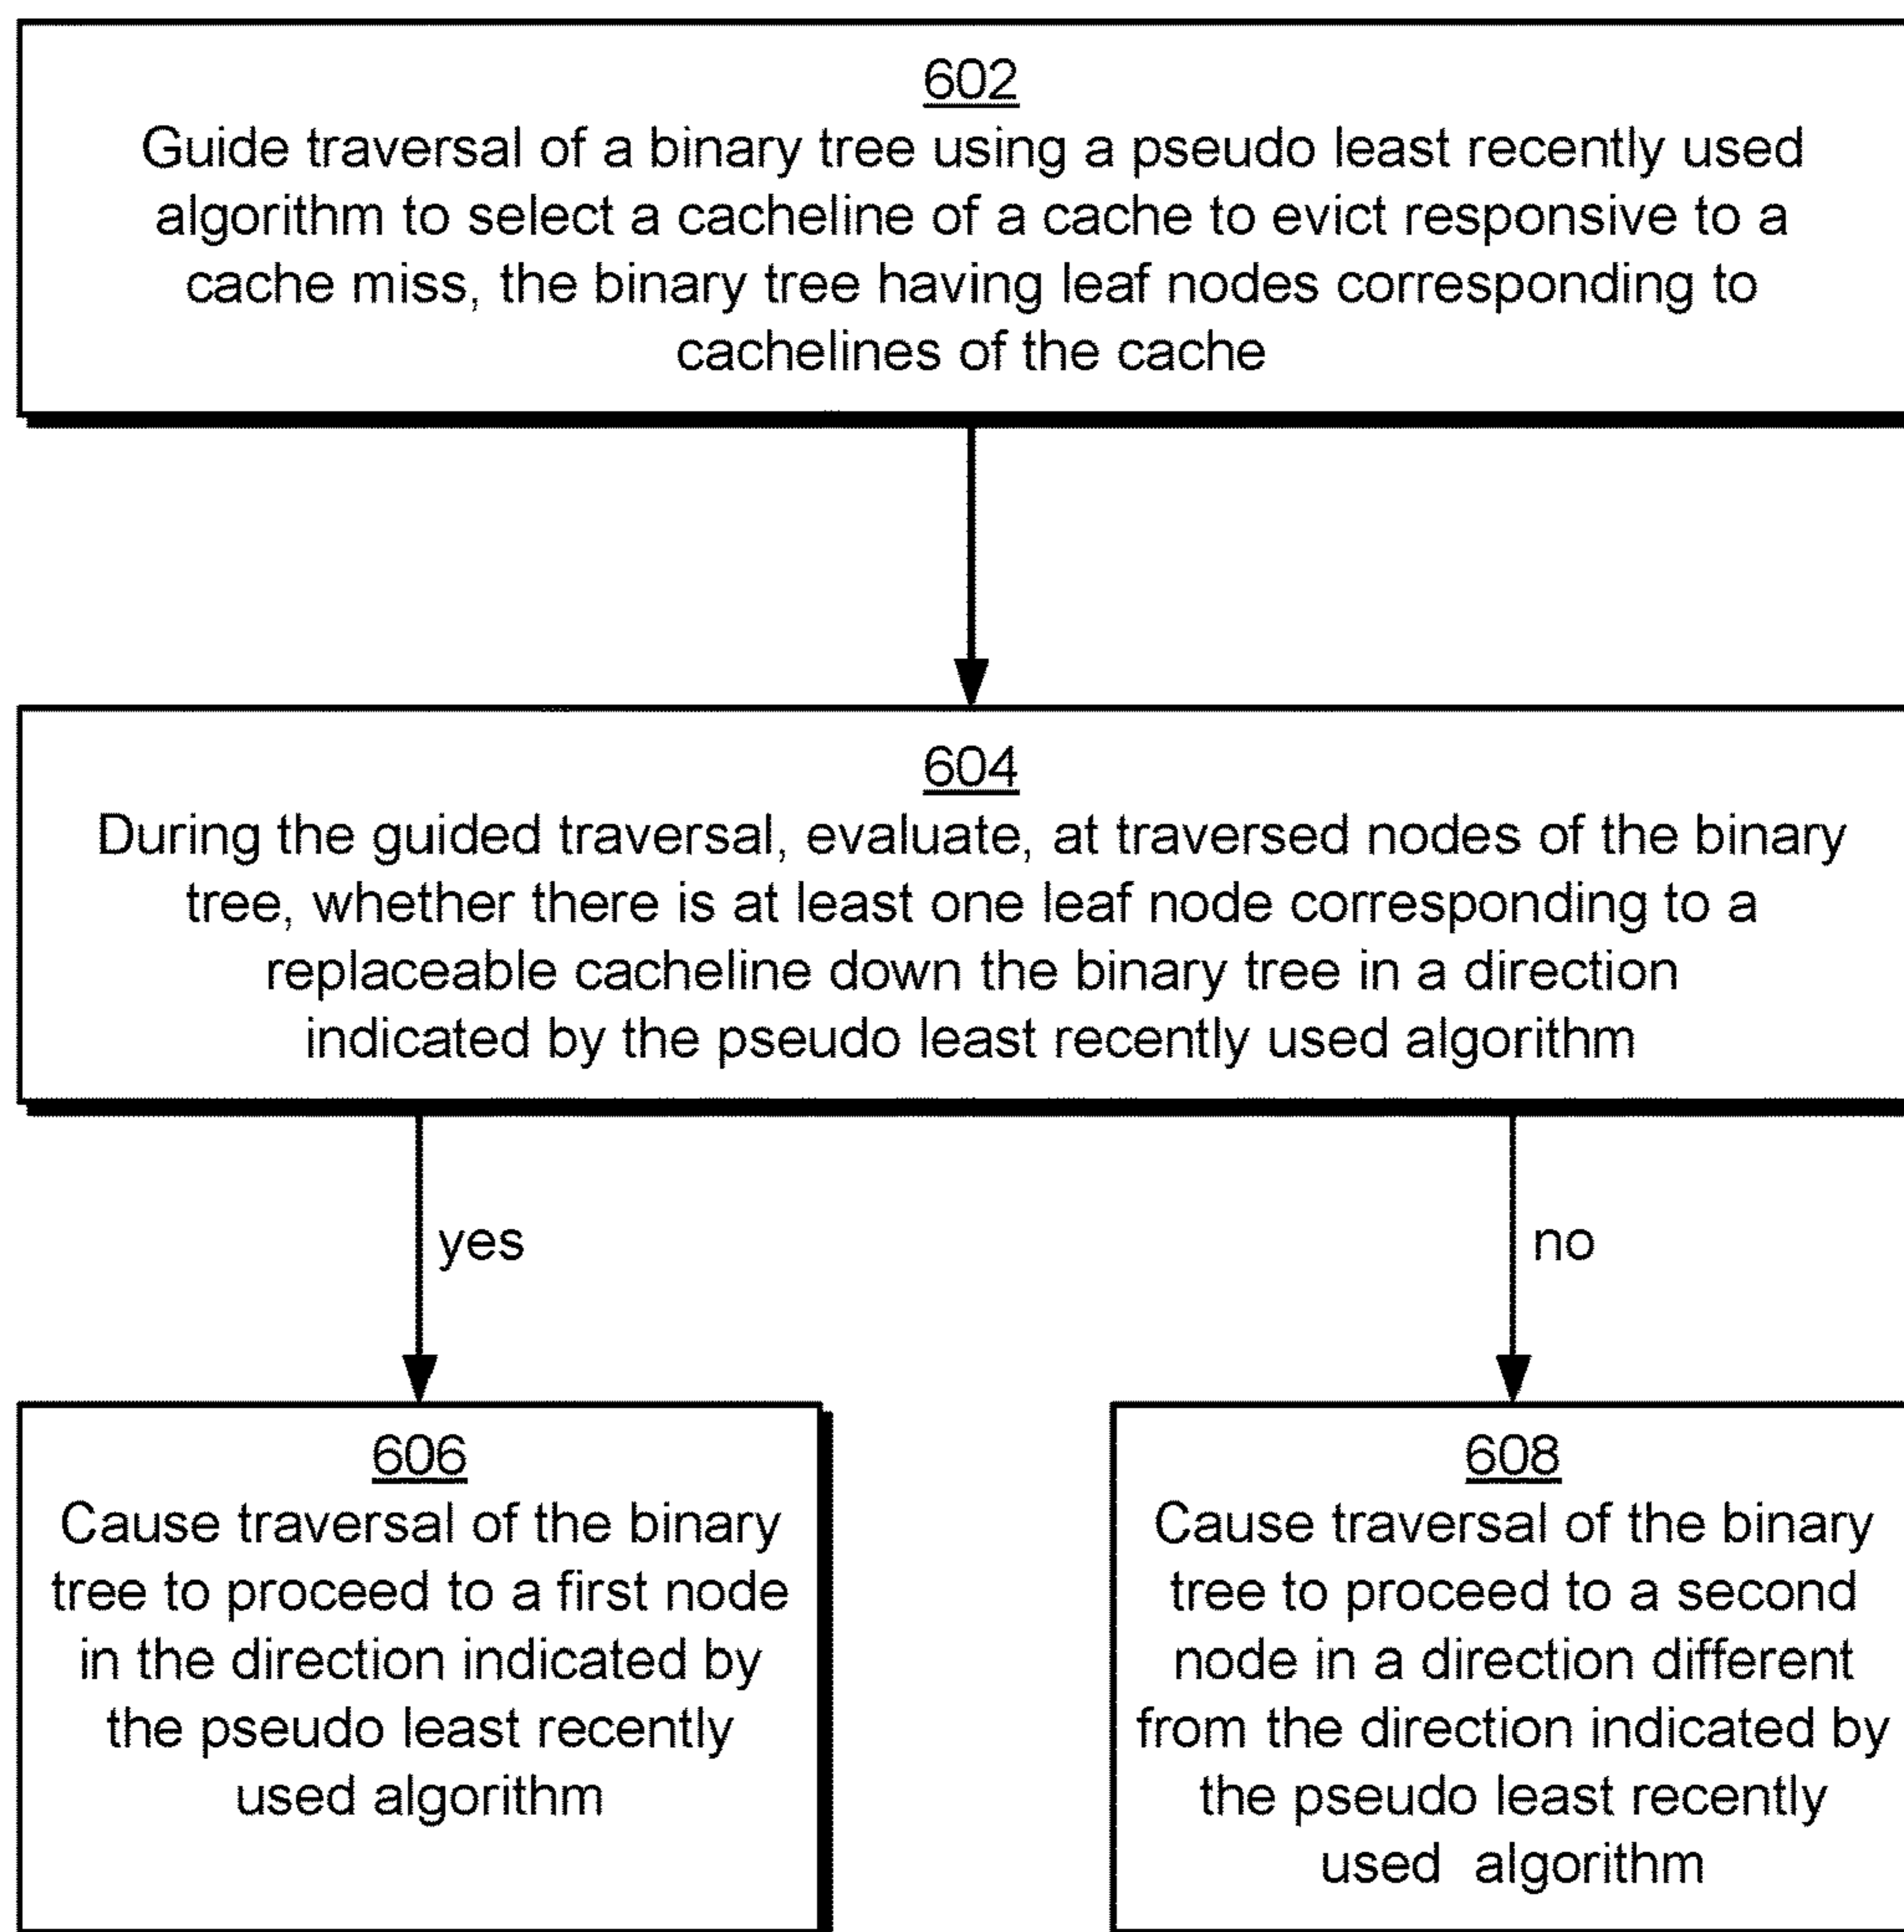 602
Guide traversal of a binary tree using a pseudo least recently used
algorithm to select a cacheline of a cache to evict responsive to a
cache miss, the binary tree having leaf nodes corresponding to
cachelines of the cache
604
During the guided traversal, evaluate, at traversed nodes of the binary
tree, whether there is at least one leaf node corresponding to a
replaceable cacheline down the binary tree in a direction
indicated by the pseudo least recently used algorithm
yes
no
606
Cause traversal of the binary
tree to proceed to a first node
in the direction indicated by
the pseudo least recently
used algorithm
608
Cause traversal of the binary
tree to proceed to a second
node in a direction different
from the direction indicated by
the pseudo least recently
used algorithm